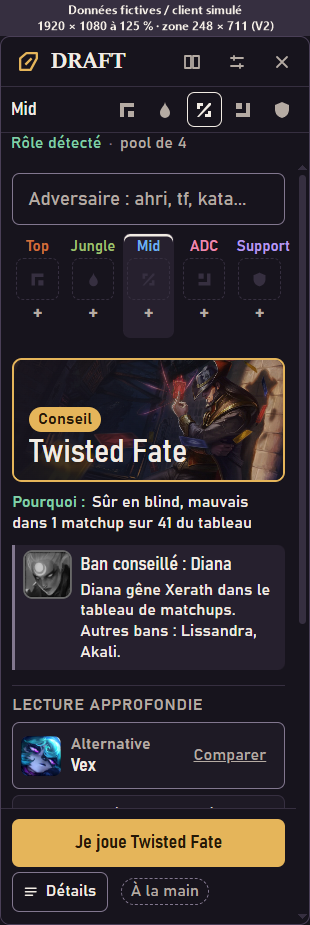 Données fictives / client simulé
1920 × 1080 à 125 % · zone 248 × 711 (V2)
DRAFT
Mid
Rôle détecté · pool de 4
Adversaire : ahri, tf, kata...
Top Jungle Mid ADC Support
+ + + + +
Conseil
Twisted Fate
Pourquoi : Sûr en blind, mauvais
dans 1 matchup sur 41 du tableau
Ban conseillé : Diana
Diana gêne Xerath dans le
tableau de matchups.
Autres bans : Lissandra,
Akali.
LECTURE APPROFONDIE
Alternative
Vex
Comparer
Je joue Twisted Fate
Détails
À la main